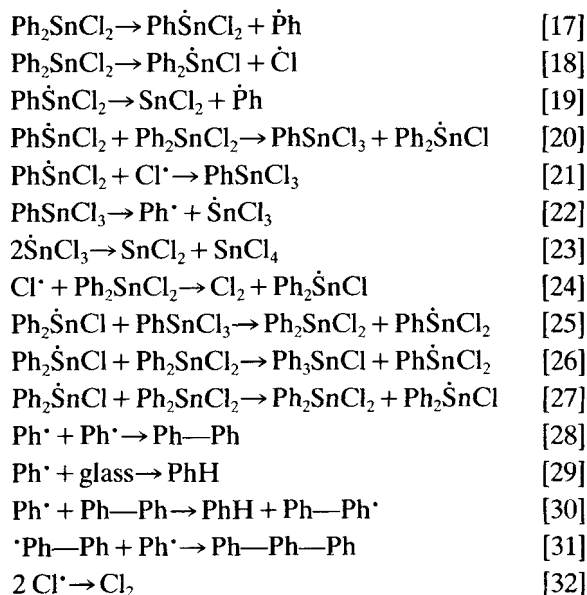 Ph₂SnCl₂→PhṠnCl₂ + Ṗh [17]
Ph₂SnCl₂→Ph₂ṠnCl + Ċl [18]
PhṠnCl₂→SnCl₂ + Ṗh [19]
PhṠnCl₂ + Ph₂SnCl₂→PhSnCl₃ + Ph₂ṠnCl [20]
PhṠnCl₂ + Cl˙→PhSnCl₃ [21]
PhSnCl₃→Ph˙ + ṠnCl₃ [22]
2ṠnCl₃→SnCl₂ + SnCl₄ [23]
Cl˙ + Ph₂SnCl₂→Cl₂ + Ph₂ṠnCl [24]
Ph₂ṠnCl + PhSnCl₃→Ph₂SnCl₂ + PhṠnCl₂ [25]
Ph₂ṠnCl + Ph₂SnCl₂→Ph₃SnCl + PhṠnCl₂ [26]
Ph₂ṠnCl + Ph₂SnCl₂→Ph₂SnCl₂ + Ph₂ṠnCl [27]
Ph˙ + Ph˙→Ph—Ph [28]
Ph˙ + glass→PhH [29]
Ph˙ + Ph—Ph→PhH + Ph—Ph˙ [30]
˙Ph—Ph + Ph˙→Ph—Ph—Ph [31]
2 Cl˙→Cl₂ [32]